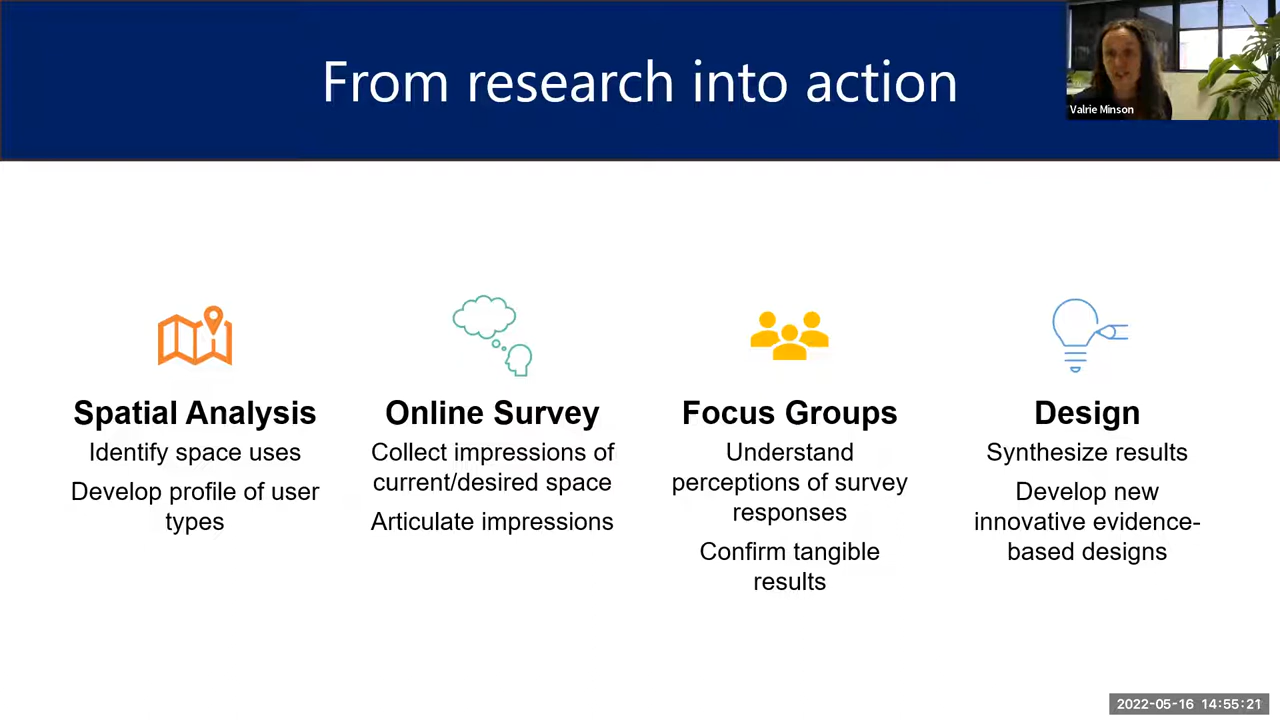 From research into action
Valrie Minson
Spatial Analysis
Identify space uses
Develop profile of user
types
Online Survey
Collect impressions of
current/desired space
Articulate impressions
Focus Groups
Understand
perceptions of survey
responses
Confirm tangible
results
Design
Synthesize results
Develop new
innovative evidence-
based designs
2022-05-16 14:55:21